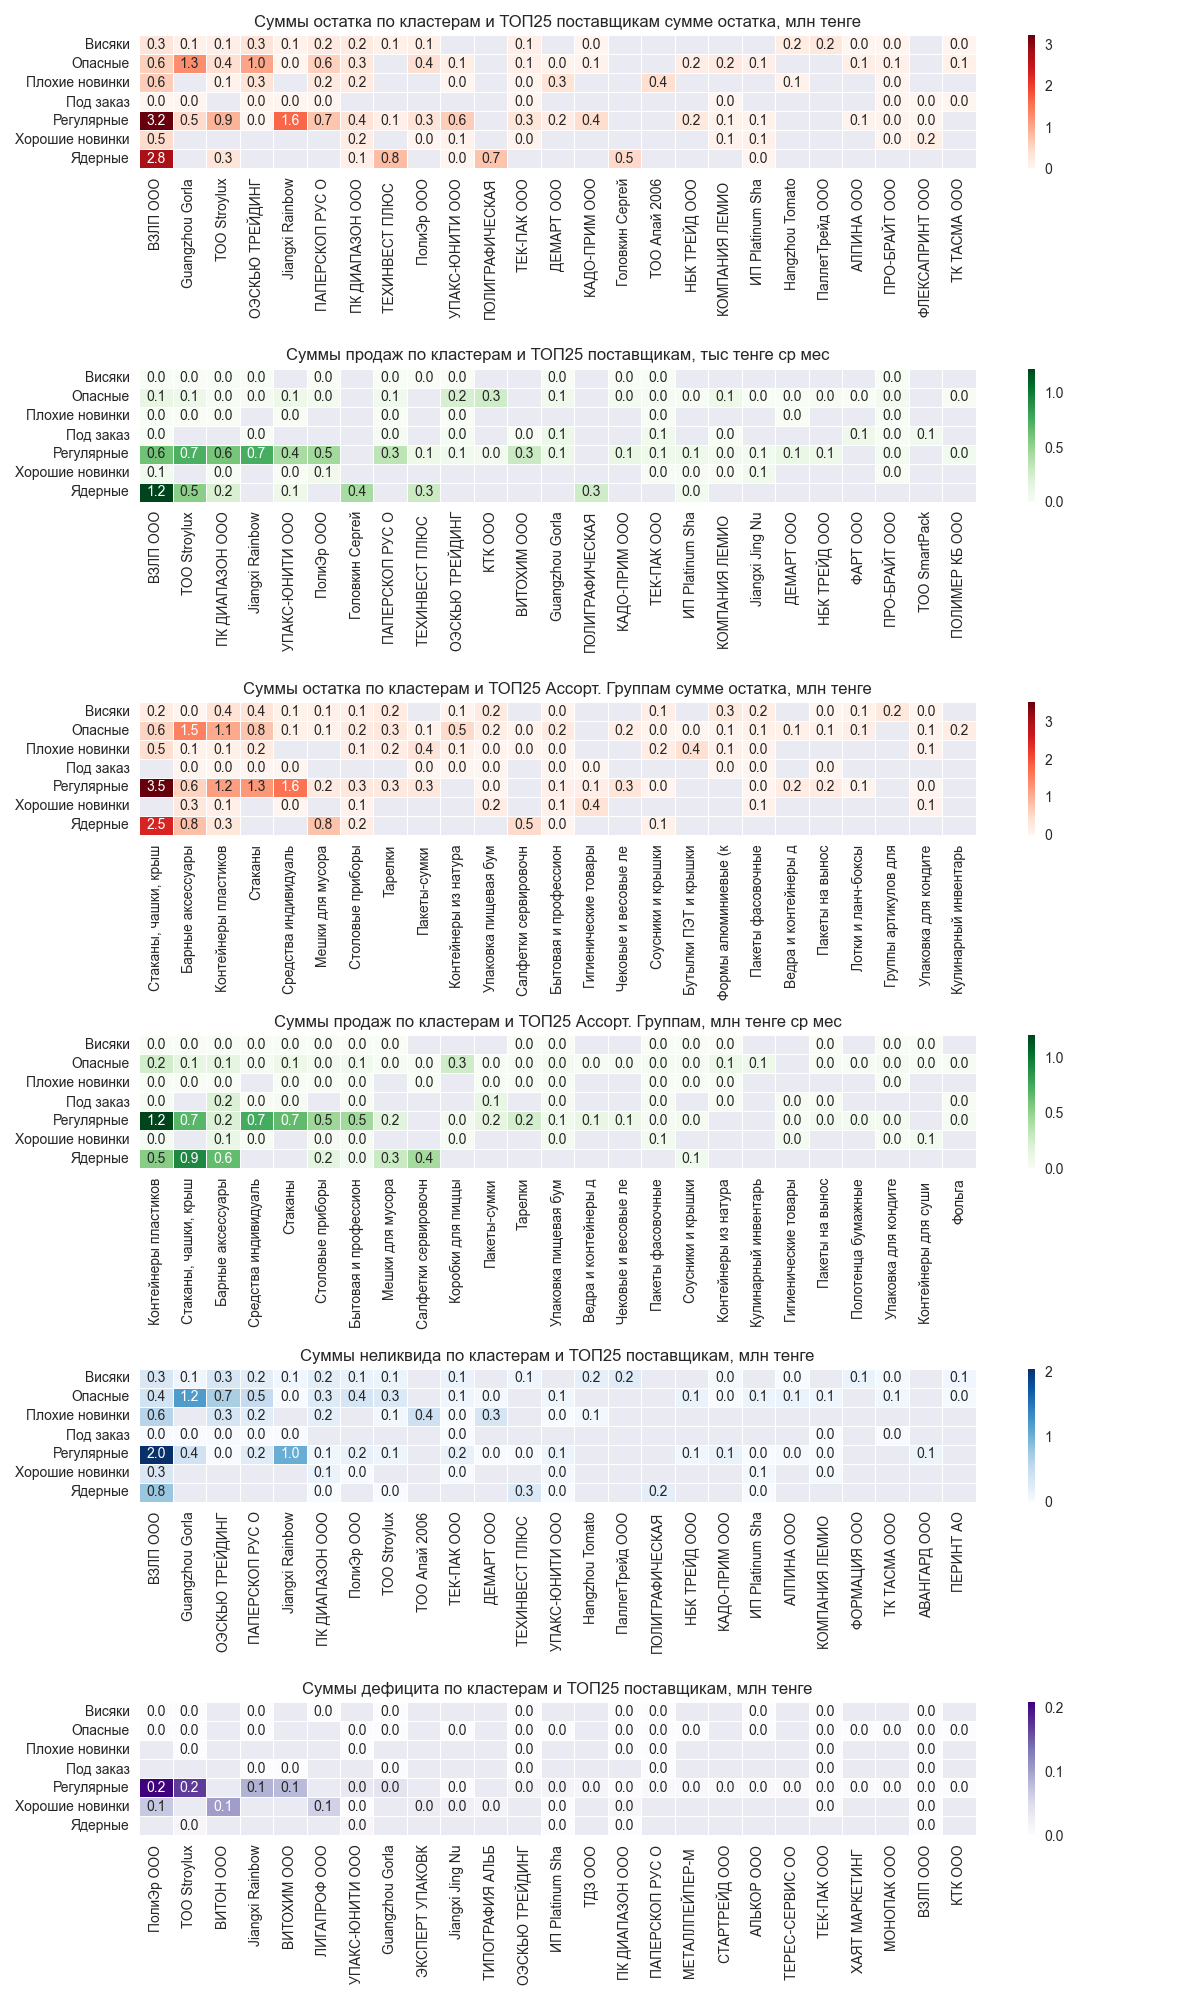 Суммы остатка по кластерам и ТОП25 поставщикам сумме остатка, млн тенге
Висяки 0.3 0.1 0.1 0.3 0.1 0.2 0.2 0.1 0.1 0.1 0.0 0.2 0.2 0.0 0.0 0.0
Опасные 0.6 1.3 0.4 1.0 0.0 0.6 0.3 0.4 0.1 0.1 0.0 0.1 0.2 0.2 0.1 0.1 0.1 0.1
Плохие новинки 0.6 0.1 0.3 0.2 0.2 0.0 0.0 0.3 0.4 0.1 0.0
Под заказ 0.0 0.0 0.0 0.0 0.0 0.0 0.0 0.0 0.0 0.0
Регулярные 3.2 0.5 0.9 0.0 1.6 0.7 0.4 0.1 0.3 0.6 0.3 0.2 0.4 0.2 0.1 0.1 0.1 0.0 0.0
Хорошие новинки 0.5 0.2 0.0 0.1 0.0 0.1 0.1 0.0 0.2
Ядерные 2.8 0.3 0.1 0.8 0.0 0.7 0.5 0.0
3
2
1
0
ВЗЛП ООО
Guangzhou Gorla
ТОО Stroylux
ОЭСКЬЮ ТРЕЙДИНГ
Jiangxi Rainbow
ПАПЕРСКОП РУС О
ПК ДИАПАЗОН ООО
ТЕХИНВЕСТ ПЛЮС
ПолиЭр ООО
УПАКС-ЮНИТИ ООО
ПОЛИГРАФИЧЕСКАЯ
ТЕК-ПАК ООО
ДЕМАРТ ООО
КАДО-ПРИМ ООО
Головкин Сергей
ТОО Апай 2006
НБК ТРЕЙД ООО
КОМПАНИЯ ЛЕМИО
ИП Platinum Sha
Hangzhou Tomato
ПаллетТрейд ООО
АЛПИНА ООО
ПРО-БРАЙТ ООО
ФЛЕКСАПРИНТ ООО
ТК ТАСМА ООО
Суммы продаж по кластерам и ТОП25 поставщикам, тыс тенге ср мес
Висяки 0.0 0.0 0.0 0.0 0.0 0.0 0.0 0.0 0.0 0.0 0.0 0.0
Опасные 0.1 0.1 0.0 0.0 0.1 0.0 0.1 0.2 0.3 0.1 0.0 0.0 0.0 0.1 0.0 0.0 0.0 0.0 0.0 0.0
Плохие новинки 0.0 0.0 0.0 0.0 0.0 0.0 0.0 0.0 0.0
Под заказ 0.0 0.0 0.0 0.0 0.0 0.1 0.1 0.0 0.1 0.0 0.1
Регулярные 0.6 0.7 0.6 0.7 0.4 0.5 0.3 0.1 0.1 0.0 0.3 0.1 0.1 0.1 0.1 0.0 0.1 0.1 0.1 0.0 0.0
Хорошие новинки 0.1 0.0 0.0 0.1 0.0 0.0 0.0 0.1 0.0
Ядерные 1.2 0.5 0.2 0.1 0.4 0.3 0.3 0.0
1.0
0.5
0.0
ВЗЛП ООО
ТОО Stroylux
ПК ДИАПАЗОН ООО
Jiangxi Rainbow
УПАКС-ЮНИТИ ООО
ПолиЭр ООО
Головкин Сергей
ПАПЕРСКОП РУС О
ТЕХИНВЕСТ ПЛЮС
ОЭСКЬЮ ТРЕЙДИНГ
КТК ООО
ВИТОХИМ ООО
Guangzhou Gorla
ПОЛИГРАФИЧЕСКАЯ
КАДО-ПРИМ ООО
ТЕК-ПАК ООО
ИП Platinum Sha
КОМПАНИЯ ЛЕМИО
Jiangxi Jing Nu
ДЕМАРТ ООО
НБК ТРЕЙД ООО
ФАРТ ООО
ПРО-БРАЙТ ООО
ТОО SmartPack
ПОЛИМЕР КБ ООО
Суммы остатка по кластерам и ТОП25 Ассорт. Группам сумме остатка, млн тенге
Висяки 0.2 0.0 0.4 0.4 0.1 0.1 0.1 0.2 0.1 0.2 0.0 0.1 0.3 0.2 0.0 0.1 0.2 0.0
Опасные 0.6 1.5 1.1 0.8 0.1 0.1 0.2 0.3 0.1 0.5 0.2 0.0 0.2 0.2 0.0 0.0 0.1 0.1 0.1 0.1 0.1 0.1 0.2
Плохие новинки 0.5 0.1 0.1 0.2 0.1 0.2 0.4 0.1 0.0 0.0 0.0 0.2 0.4 0.1 0.0 0.1
Под заказ 0.0 0.0 0.0 0.0 0.0 0.0 0.0 0.0 0.0 0.0 0.0 0.0
Регулярные 3.5 0.6 1.2 1.3 1.6 0.2 0.3 0.3 0.3 0.0 0.1 0.1 0.3 0.0 0.0 0.2 0.2 0.1 0.0
Хорошие новинки 0.3 0.1 0.0 0.1 0.2 0.1 0.4 0.1 0.1
Ядерные 2.5 0.8 0.3 0.8 0.2 0.5 0.0 0.1
3
2
1
0
Стаканы, чашки, крыш
Барные аксессуары
Контейнеры пластиков
Стаканы
Средства индивидуаль
Мешки для мусора
Столовые приборы
Тарелки
Пакеты-сумки
Контейнеры из натура
Упаковка пищевая бум
Салфетки сервировочн
Бытовая и профессион
Гигиенические товары
Чековые и весовые ле
Соусники и крышки
Бутылки ПЭТ и крышки
Формы алюминиевые (к
Пакеты фасовочные
Ведра и контейнеры д
Пакеты на вынос
Лотки и ланч-боксы
Группы артикулов для
Упаковка для кондите
Кулинарный инвентарь
Суммы продаж по кластерам и ТОП25 Ассорт. Группам, млн тенге ср мес
Висяки 0.0 0.0 0.0 0.0 0.0 0.0 0.0 0.0 0.0 0.0 0.0 0.0 0.0 0.0 0.0
Опасные 0.2 0.1 0.1 0.0 0.1 0.0 0.1 0.0 0.0 0.3 0.0 0.0 0.0 0.0 0.0 0.0 0.0 0.1 0.1 0.0 0.0 0.0 0.0 0.0
Плохие новинки 0.0 0.0 0.0 0.0 0.0 0.0 0.0 0.0 0.0 0.0 0.0 0.0 0.0 0.0
Под заказ 0.0 0.2 0.0 0.0 0.0 0.1 0.0 0.0 0.0 0.0 0.0
Регулярные 1.2 0.7 0.2 0.7 0.7 0.5 0.5 0.2 0.0 0.2 0.2 0.1 0.1 0.1 0.0 0.0 0.0 0.0 0.0 0.0 0.0
Хорошие новинки 0.0 0.1 0.0 0.0 0.0 0.0 0.0 0.1 0.0 0.0 0.1
Ядерные 0.5 0.9 0.6 0.2 0.0 0.3 0.4 0.1
1.0
0.5
0.0
Контейнеры пластиков
Стаканы, чашки, крыш
Барные аксессуары
Средства индивидуаль
Стаканы
Столовые приборы
Бытовая и профессион
Мешки для мусора
Салфетки сервировочн
Коробки для пиццы
Пакеты-сумки
Тарелки
Упаковка пищевая бум
Ведра и контейнеры д
Чековые и весовые ле
Пакеты фасовочные
Соусники и крышки
Контейнеры из натура
Кулинарный инвентарь
Гигиенические товары
Пакеты на вынос
Полотенца бумажные
Упаковка для кондите
Контейнеры для суши
Фольга
Суммы неликвида по кластерам и ТОП25 поставщикам, млн тенге
Висяки 0.3 0.1 0.3 0.2 0.1 0.2 0.1 0.1 0.1 0.1 0.2 0.2 0.0 0.0 0.1 0.0 0.1
Опасные 0.4 1.2 0.7 0.5 0.0 0.3 0.4 0.3 0.1 0.0 0.1 0.1 0.0 0.1 0.1 0.1 0.1 0.0
Плохие новинки 0.6 0.3 0.2 0.2 0.1 0.4 0.0 0.3 0.0 0.1
Под заказ 0.0 0.0 0.0 0.0 0.0 0.0 0.0 0.0
Регулярные 2.0 0.4 0.0 0.2 1.0 0.1 0.2 0.1 0.2 0.0 0.0 0.1 0.1 0.1 0.0 0.0 0.0 0.1
Хорошие новинки 0.3 0.1 0.0 0.0 0.0 0.1 0.0
Ядерные 0.8 0.0 0.0 0.3 0.0 0.2 0.0
2
1
0
ВЗЛП ООО
Guangzhou Gorla
ОЭСКЬЮ ТРЕЙДИНГ
ПАПЕРСКОП РУС О
Jiangxi Rainbow
ПК ДИАПАЗОН ООО
ПолиЭр ООО
ТОО Stroylux
ТОО Апай 2006
ТЕК-ПАК ООО
ДЕМАРТ ООО
ТЕХИНВЕСТ ПЛЮС
УПАКС-ЮНИТИ ООО
Hangzhou Tomato
ПаллетТрейд ООО
ПОЛИГРАФИЧЕСКАЯ
НБК ТРЕЙД ООО
КАДО-ПРИМ ООО
ИП Platinum Sha
АЛПИНА ООО
КОМПАНИЯ ЛЕМИО
ФОРМАЦИЯ ООО
ТК ТАСМА ООО
АВАНГАРД ООО
ПЕРИНТ АО
Суммы дефицита по кластерам и ТОП25 поставщикам, млн тенге
Висяки 0.0 0.0 0.0 0.0 0.0 0.0 0.0 0.0 0.0 0.0 0.0
Опасные 0.0 0.0 0.0 0.0 0.0 0.0 0.0 0.0 0.0 0.0 0.0 0.0 0.0 0.0 0.0 0.0 0.0
Плохие новинки 0.0 0.0 0.0 0.0 0.0 0.0 0.0
Под заказ 0.0 0.0 0.0 0.0 0.0 0.0 0.0
Регулярные 0.2 0.2 0.1 0.1 0.0 0.0 0.0 0.0 0.0 0.0 0.0 0.0 0.0 0.0 0.0 0.0 0.0 0.0 0.0 0.0 0.0
Хорошие новинки 0.1 0.1 0.1 0.0 0.0 0.0 0.0 0.0 0.0 0.0 0.0
Ядерные 0.0 0.0 0.0 0.0 0.0
0.2
0.1
0.0
ПолиЭр ООО
ТОО Stroylux
ВИТОН ООО
Jiangxi Rainbow
ВИТОХИМ ООО
ЛИГАПРОФ ООО
УПАКС-ЮНИТИ ООО
Guangzhou Gorla
ЭКСПЕРТ УПАКОВК
Jiangxi Jing Nu
ТИПОГРАФИЯ АЛЬБ
ОЭСКЬЮ ТРЕЙДИНГ
ИП Platinum Sha
ТДЗ ООО
ПК ДИАПАЗОН ООО
ПАПЕРСКОП РУС О
МЕТАЛЛПЕЙПЕР-М
СТАРТРЕЙД ООО
АЛЬКОР ООО
ТЕРЕС-СЕРВИС ОО
ТЕК-ПАК ООО
ХАЯТ МАРКЕТИНГ
МОНОПАК ООО
ВЗЛП ООО
КТК ООО